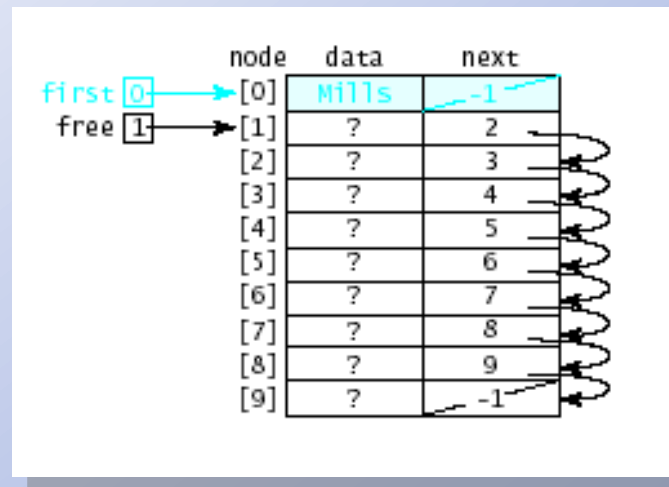 node data next
first 0 [0] Mills -1
free 1 [1] ? 2
[2] ? 3
[3] ? 4
[4] ? 5
[5] ? 6
[6] ? 7
[7] ? 8
[8] ? 9
[9] ? -1